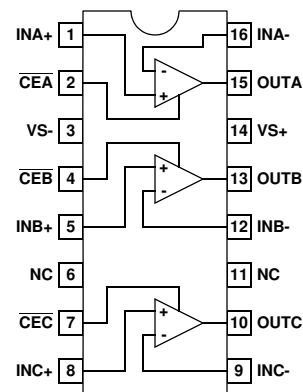 INA+ 1 16 INA-
CEA 2 15 OUTA
VS- 3 14 VS+
CEB 4 13 OUTB
INB+ 5 12 INB-
NC 6 11 NC
CEC 7 10 OUTC
INC+ 8 9 INC-
- +
+ -
+ -